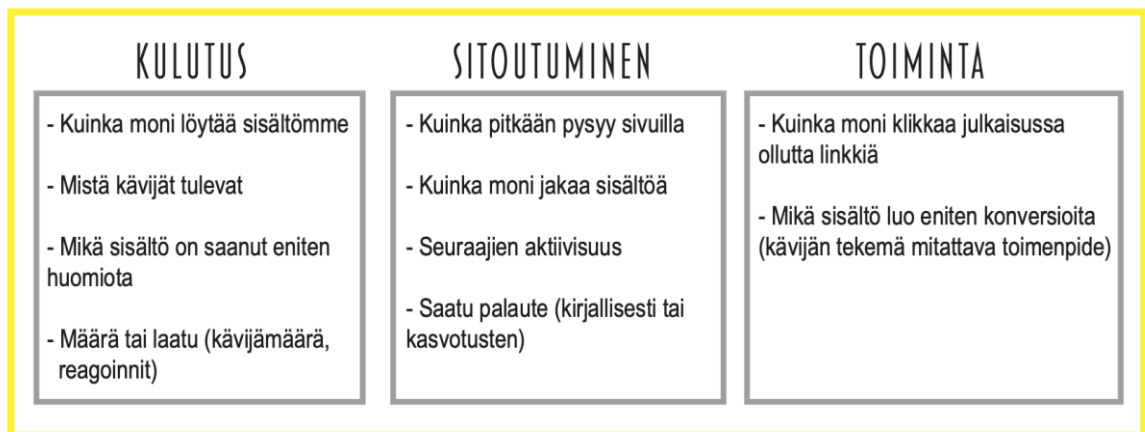 KULUTUS
- Kuinka moni löytää sisältömme
- Mistä kävijät tulevat
- Mikä sisältö on saanut eniten
huomiota
- Määrä tai laatu (kävijämäärä,
reagoinnit)
SITOUTUMINEN
- Kuinka pitkään pysyy sivuilla
- Kuinka moni jakaa sisältöä
- Seuraajien aktiivisuus
- Saatu palaute (kirjallisesti tai
kasvotusten)
TOIMINTA
- Kuinka moni klikkaa julkaisussa
ollutta linkkiä
- Mikä sisältö luo eniten konversioita
(kävijän tekemä mitattava toimenpide)